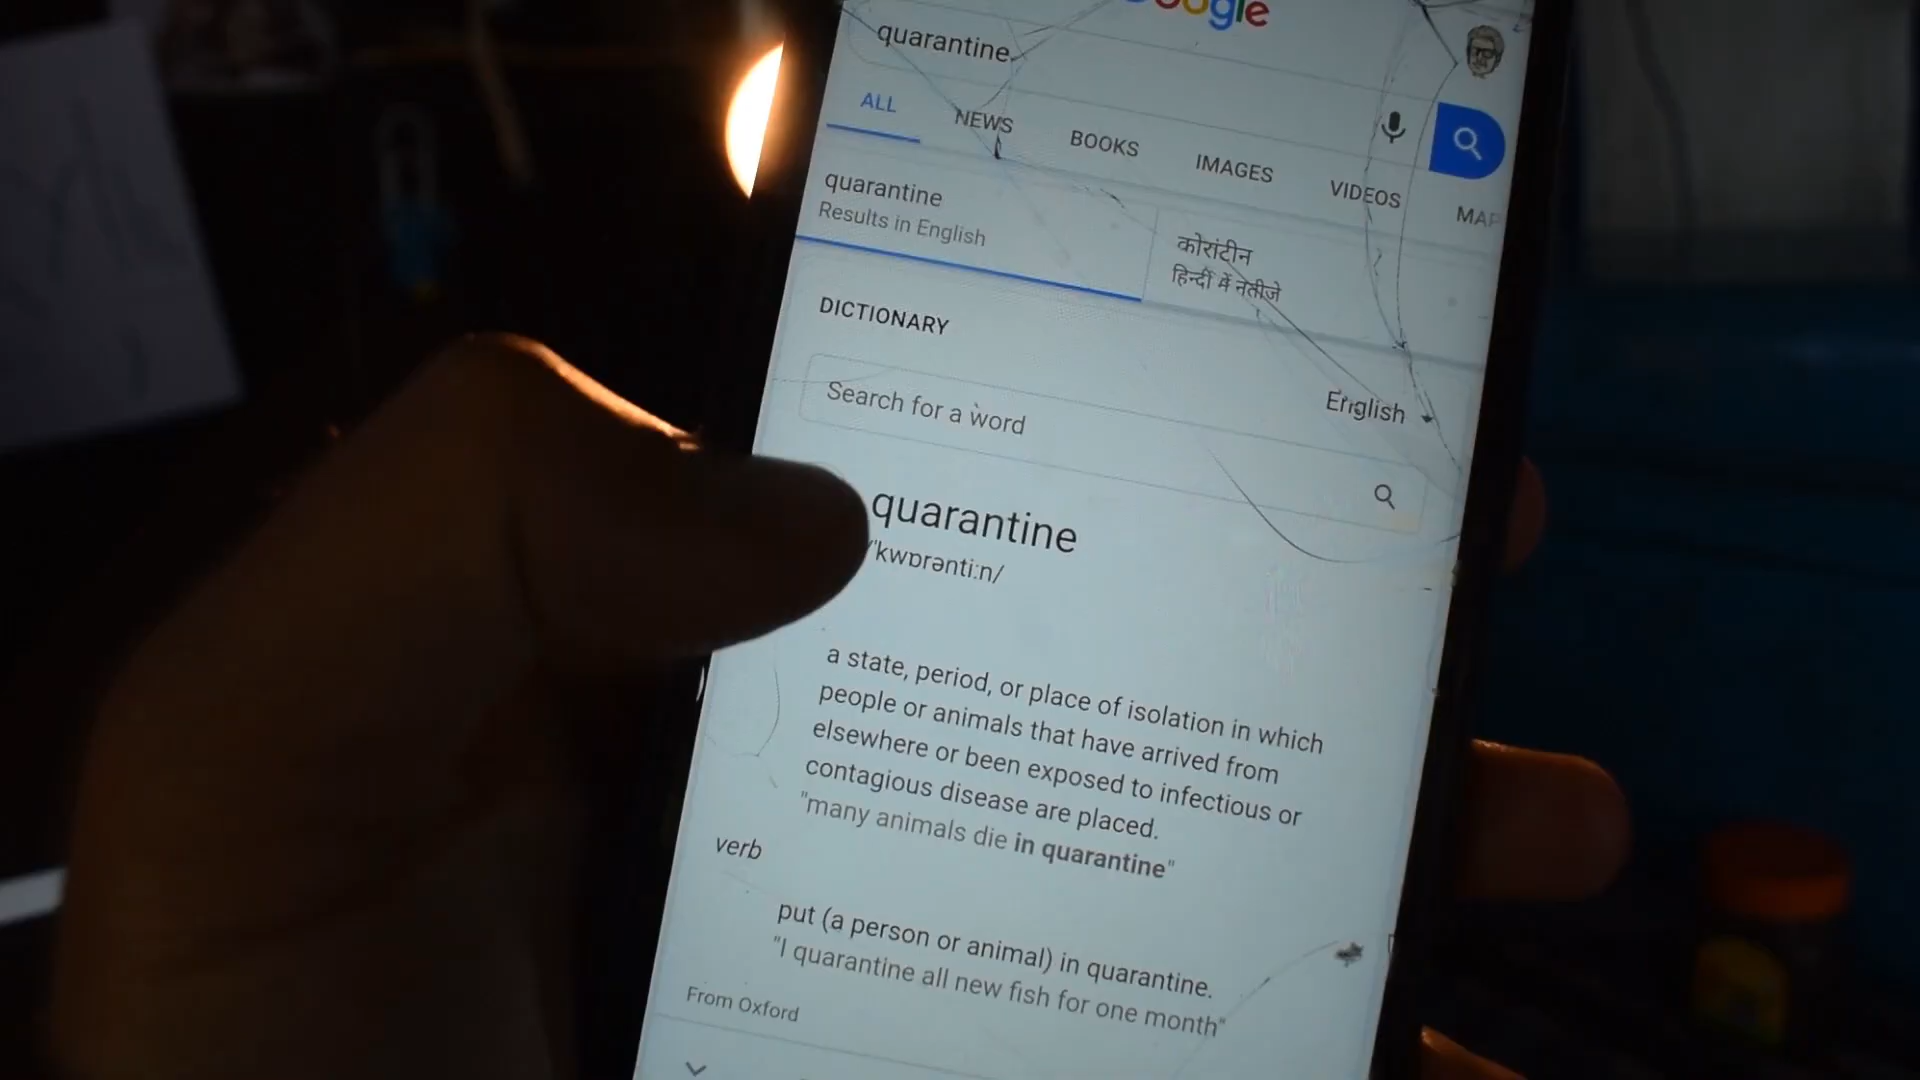 Google
quarantine
ALL NEWS BOOKS IMAGES VIDEOS
quarantine
Results in English
कोरांटीन
हिन्दी में नतीजे
DICTIONARY
Search for a word
English
quarantine
/ˈkwɒrəntiːn/
a state, period, or place of isolation in which
people or animals that have arrived from
elsewhere or been exposed to infectious or
contagious disease are placed.
"many animals die in quarantine"
verb
put (a person or animal) in quarantine.
"I quarantine all new fish for one month"
From Oxford